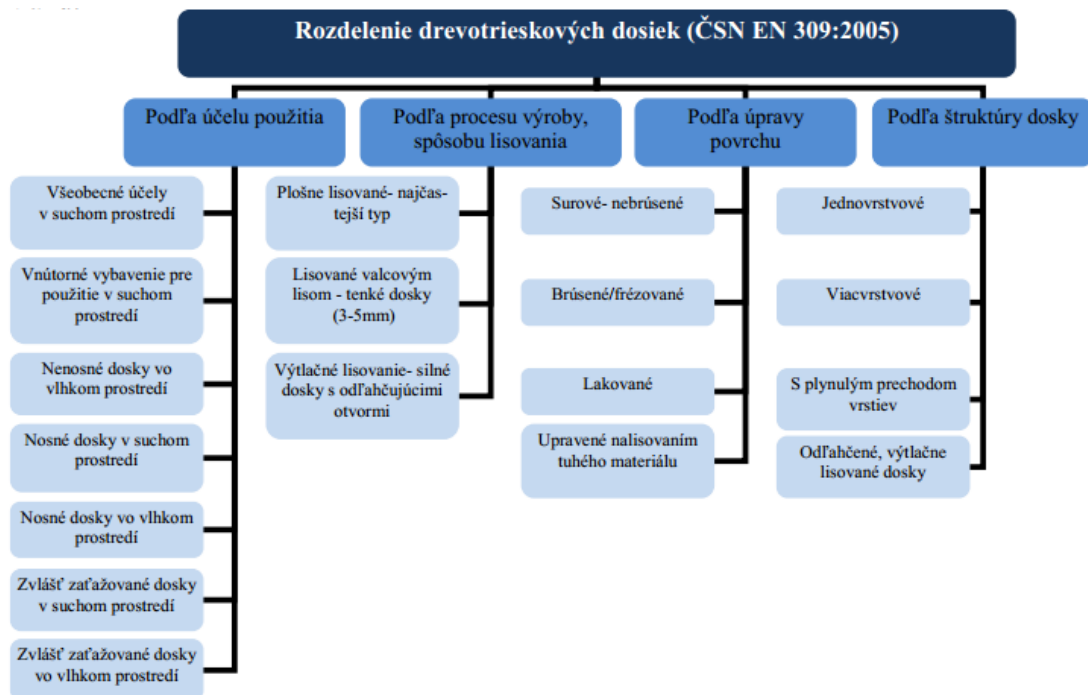 Rozdelenie drevotrieskových dosiek (ČSN EN 309:2005)
Podľa účelu použitia
Všeobecné účely
v suchom prostredí
Vnútorné vybavenie pre
použitie v suchom
prostredí
Nenosné dosky vo
vlhkom prostredí
Nosné dosky v suchom
prostredí
Nosné dosky vo vlhkom
prostredí
Zvlášť zaťažované dosky
v suchom prostredí
Zvlášť zaťažované dosky
vo vlhkom prostredí
Podľa procesu výroby,
spôsobu lisovania
Plošne lisované- najčas-
tejší typ
Lisované valcovým
lisom - tenké dosky
(3-5mm)
Výtlačné lisovanie- silné
dosky s odľahčujúcimi
otvormi
Podľa úpravy
povrchu
Surové- nebrúsené
Brúsené/frézované
Lakované
Upravené nalisovaním
tuhého materiálu
Podľa štruktúry dosky
Jednovrstvové
Viacvrstvové
S plynulým prechodom
vrstiev
Odľahčené, výtlačne
lisované dosky